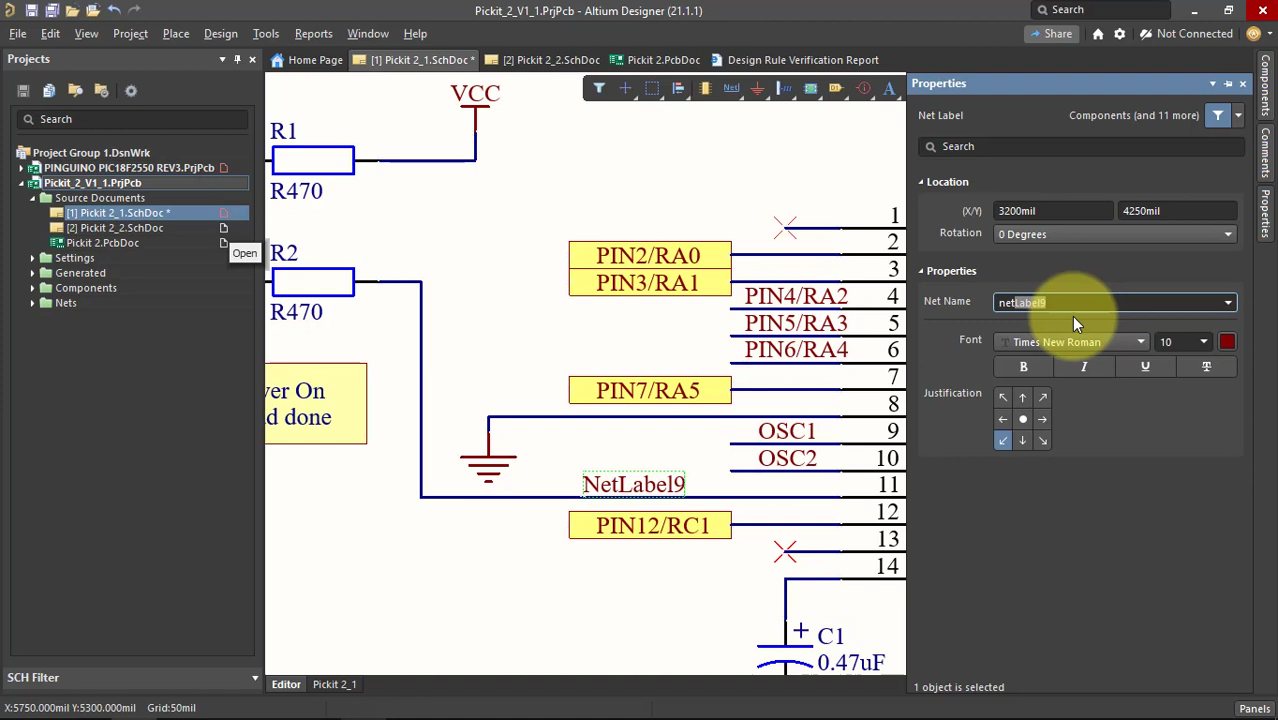 Pickit_2_V1_1.PrjPcb - Altium Designer (21.1.1)
Search
File Edit View Project Place Design Tools Reports Window Help
Share
Not Connected
Projects
Home Page
[1] Pickit 2_1.SchDoc *
[2] Pickit 2_2.SchDoc
Pickit 2.PcbDoc
Design Rule Verification Report
Search
Project Group 1.DsnWrk
PINGUINO PIC18F2550 REV3.PrjPcb
Pickit_2_V1_1.PrjPcb
Source Documents
[1] Pickit 2_1.SchDoc *
[2] Pickit 2_2.SchDoc
Pickit 2.PcbDoc
Open
Settings
Generated
Components
Nets
SCH Filter
Net
A
VCC
R1
R470
R2
R470
ver On
d done
1
2
PIN2/RA0
3
PIN3/RA1
4
PIN4/RA2
5
PIN5/RA3
6
PIN6/RA4
7
PIN7/RA5
8
9
OSC1
10
OSC2
11
NetLabel9
12
PIN12/RC1
13
14
+
C1
0.47uF
Editor
Pickit 2_1
Properties
Net Label
Components (and 11 more)
Search
Location
(X/Y)
3200mil
4250mil
Rotation
0 Degrees
Properties
Net Name
netLabel9
Font
T Times New Roman
10
B I U T
Justification
1 object is selected
Components
Comments
Properties
X:5750.000mil Y:5300.000mil Grid:50mil
Panels